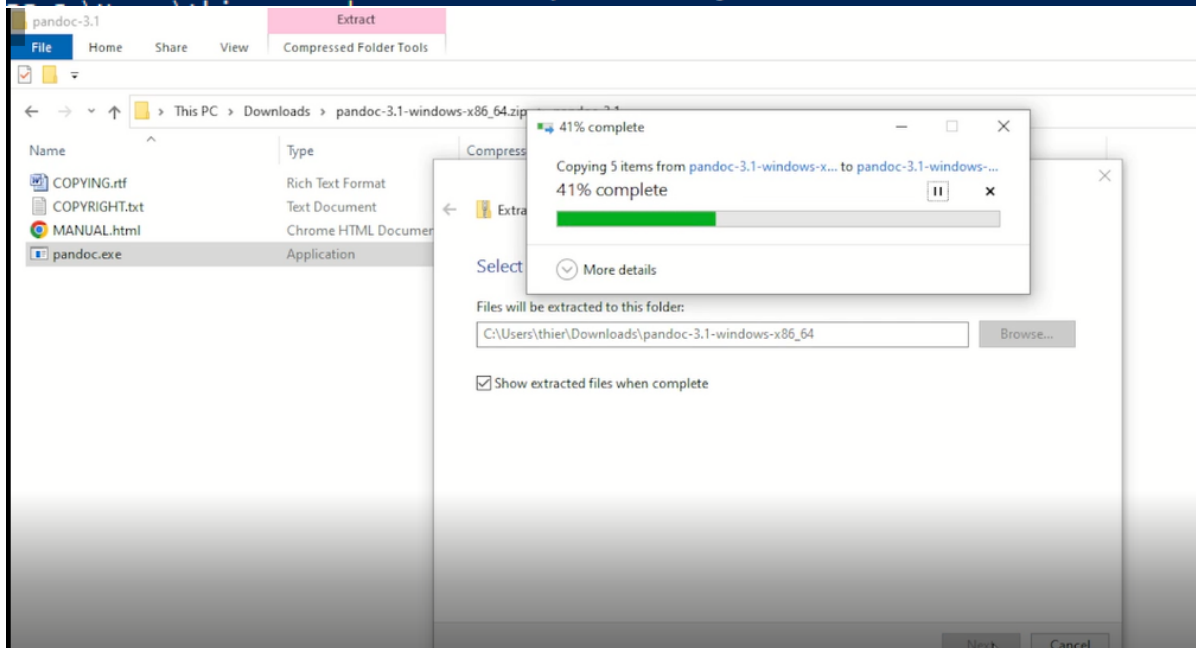 pandoc-3.1
Extract
File Home Share View Compressed Folder Tools
This PC > Downloads > pandoc-3.1-windows-x86_64.zip
41% complete
Name Type Compress
Copying 5 items from pandoc-3.1-windows-x... to pandoc-3.1-windows-...
41% complete
COPYING.rtf Rich Text Format
COPYRIGHT.txt Text Document
Extra
MANUAL.html Chrome HTML Documer
pandoc.exe Application
Select
More details
Files will be extracted to this folder:
C:\Users\thier\Downloads\pandoc-3.1-windows-x86_64 Browse...
Show extracted files when complete
Next Cancel